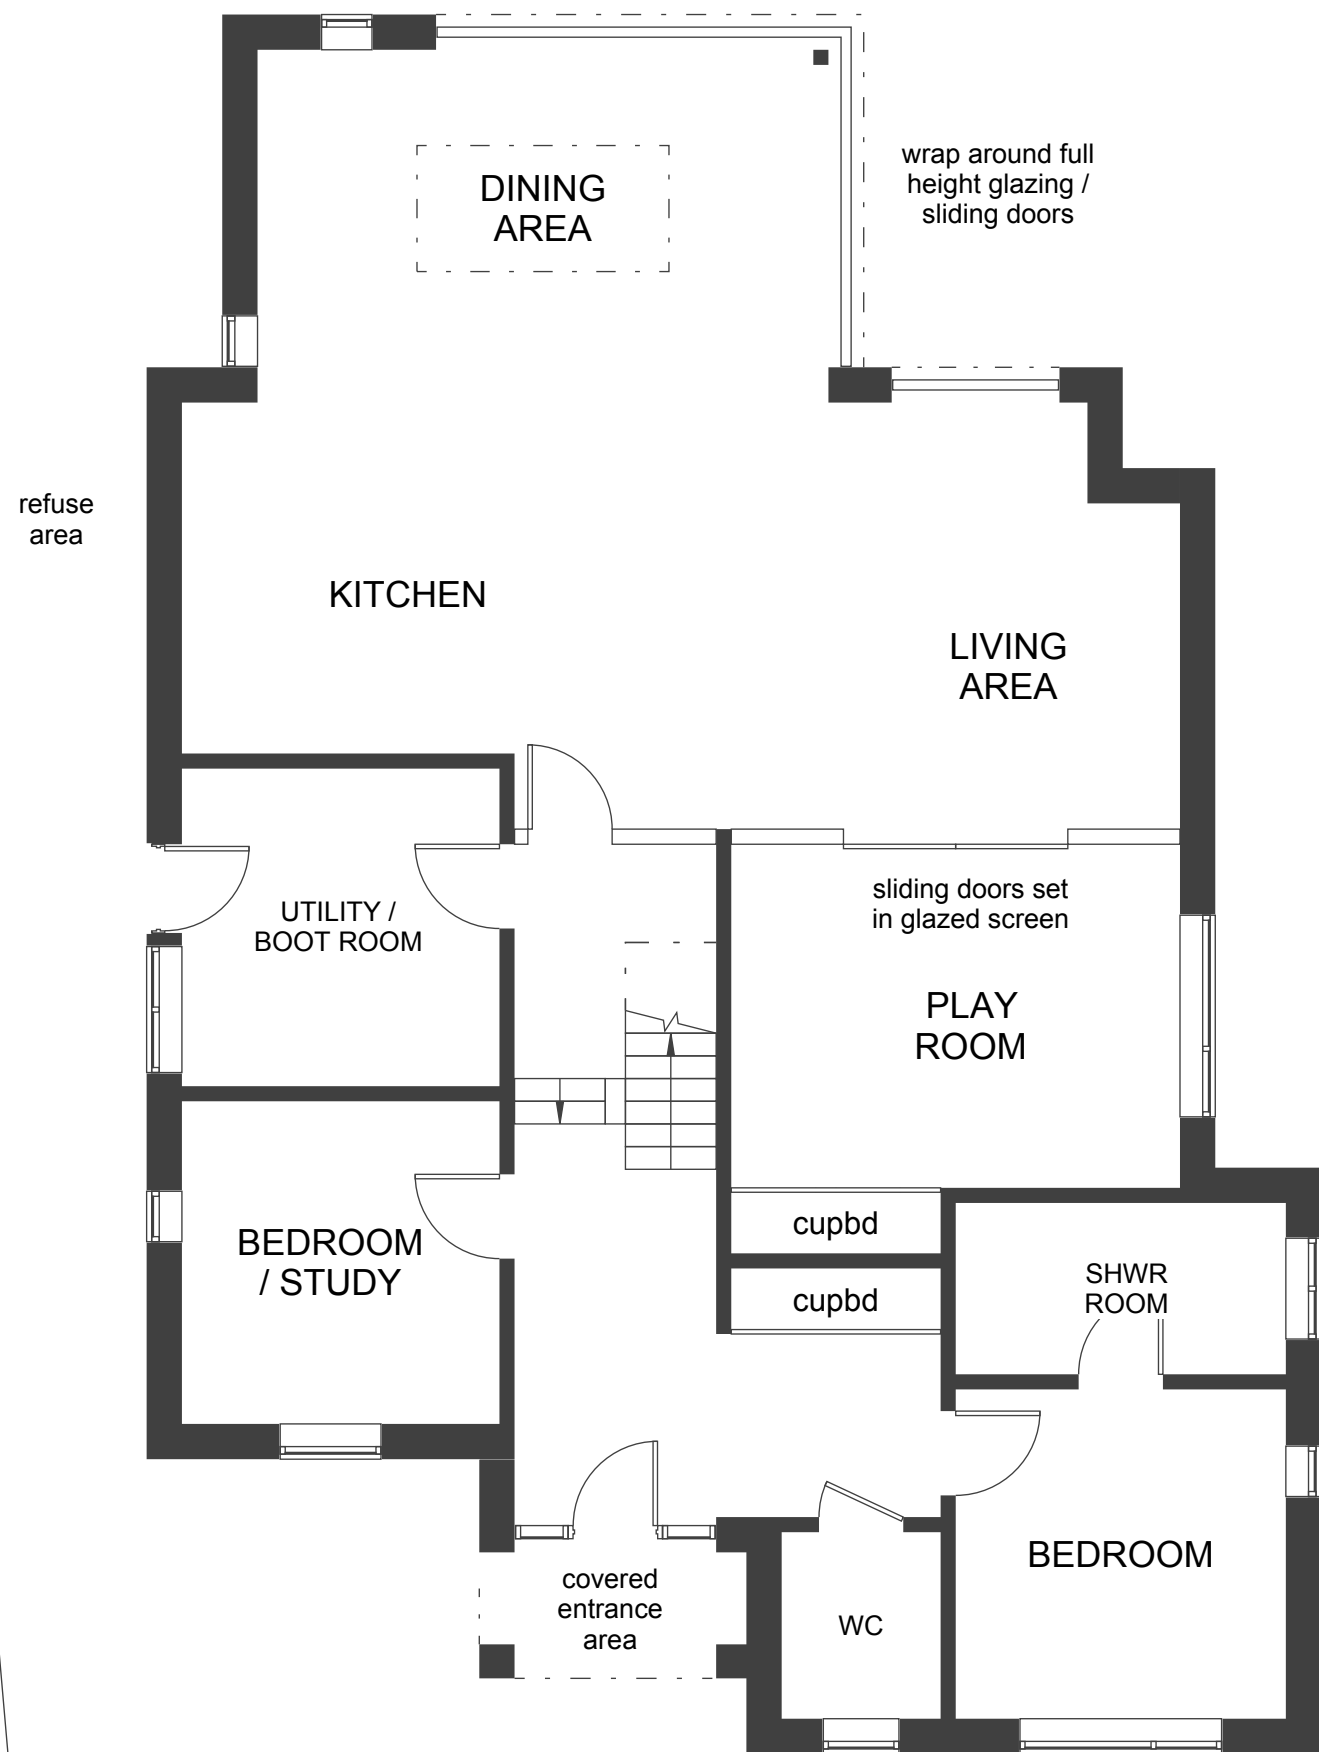 DINING
AREA
wrap around full
height glazing /
sliding doors
refuse
area
KITCHEN
LIVING
AREA
sliding doors set
in glazed screen
UTILITY /
BOOT ROOM
PLAY
ROOM
cupbd
BEDROOM
/ STUDY
cupbd
SHWR
ROOM
BEDROOM
covered
entrance
area
WC